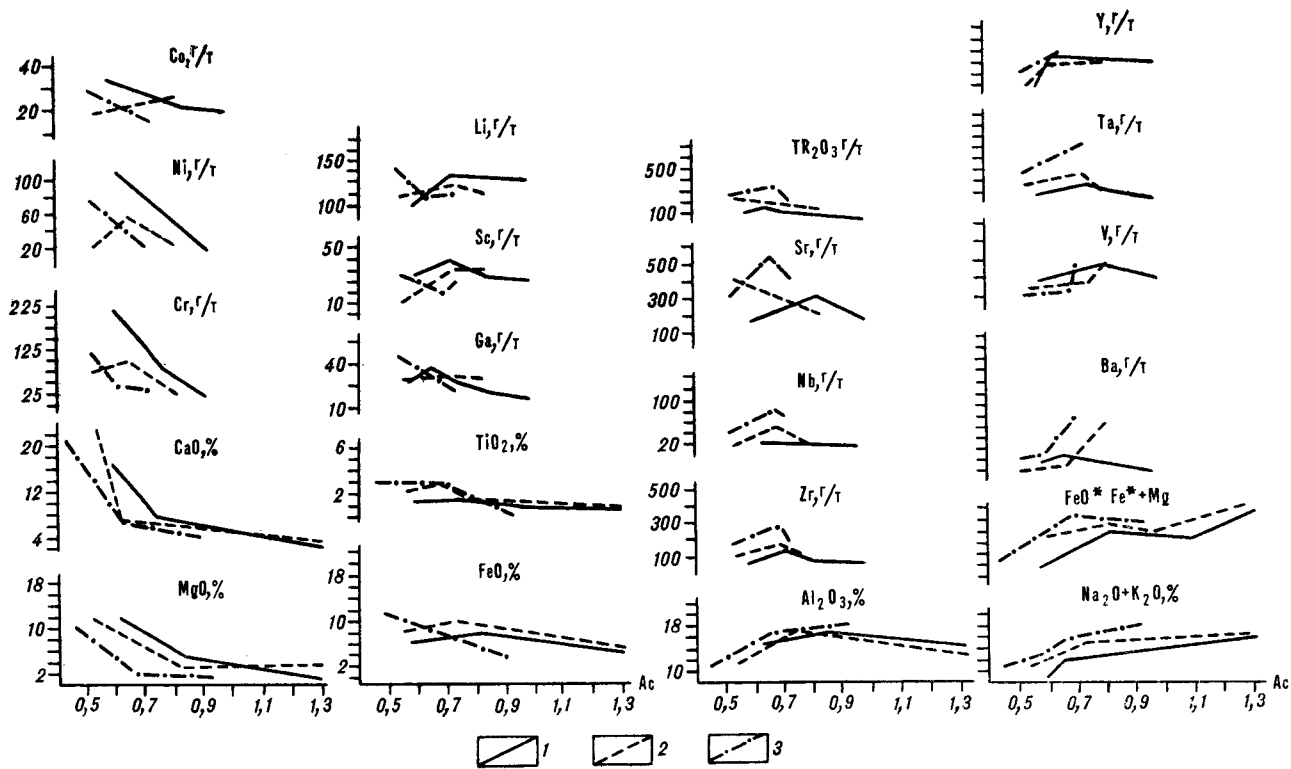 Co, г/т
40
20
Ni, г/т
100
60
20
Cr, г/т
225
125
25
CaO, %
20
12
4
MgO, %
18
10
2
0,5 0,7 0,9 1,1 1,3
Li, г/т
150
100
Sc, г/т
50
10
Ga, г/т
40
10
TiO₂, %
6
2
FeO, %
18
10
2
0,5 0,7 0,9 1,1 1,3
Ac
TR₂O₃ г/т
500
100
Sr, г/т
500
300
100
Nb, г/т
100
20
Zr, г/т
500
300
100
Al₂O₃, %
18
10
0,5 0,7 0,9 1,1 1,3
Y, г/т
Ta, г/т
V, г/т
Ba, г/т
FeO* Fe*+Mg
Na₂O+K₂O, %
0,5 0,7 0,9 1,1 1,3
Ac
1 2 3